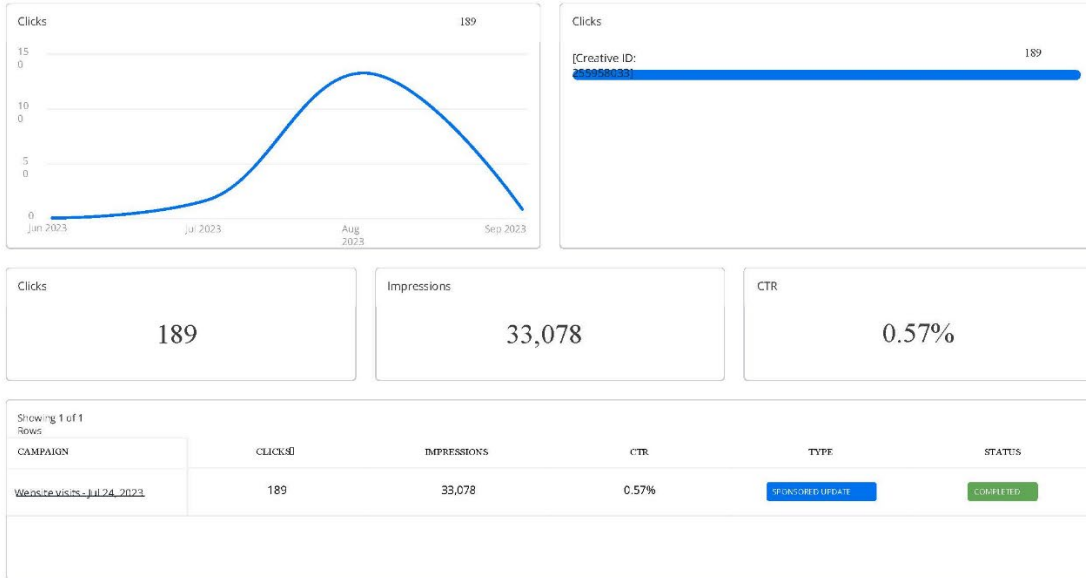 Clicks 189
15
0
10
0
5
0
0
Jun 2023 Jul 2023 Aug
2023 Sep 2023
Clicks
[Creative ID: 189
255958033]
Clicks
189
Impressions
33,078
CTR
0.57%
Showing 1 of 1
Rows
CAMPAIGN CLICKS IMPRESSIONS CTR TYPE STATUS
Website visits - Jul 24, 2023 189 33,078 0.57% SPONSORED UPDATE COMPLETED